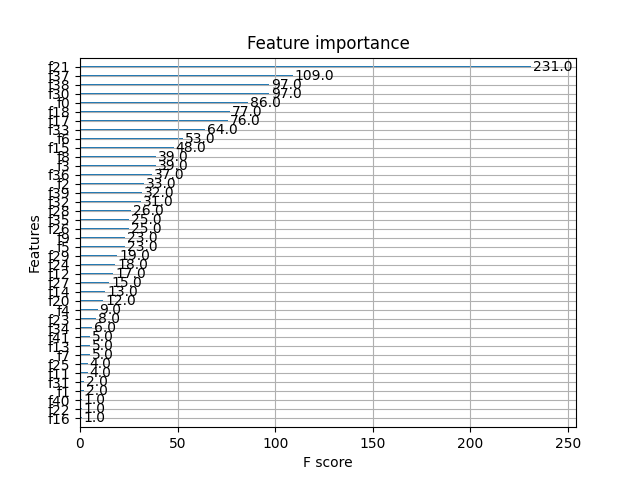 Feature importance
f21 231.0
f37 109.0
f38 97.0
f30 97.0
f0 86.0
f18 77.0
f17 76.0
f33 64.0
f6 53.0
f15 48.0
f8 39.0
f3 39.0
f36 37.0
f2 33.0
f39 32.0
f32 31.0
f28 26.0
f35 25.0
f26 25.0
f9 23.0
f5 23.0
f29 19.0
f24 18.0
f12 17.0
f27 15.0
f14 13.0
f20 12.0
f4 9.0
f23 8.0
f34 6.0
f41 5.0
f13 5.0
f7 5.0
f25 4.0
f11 4.0
f31 2.0
f1 2.0
f40 1.0
f22 1.0
f16 1.0
Features
0 50 100 150 200 250
F score